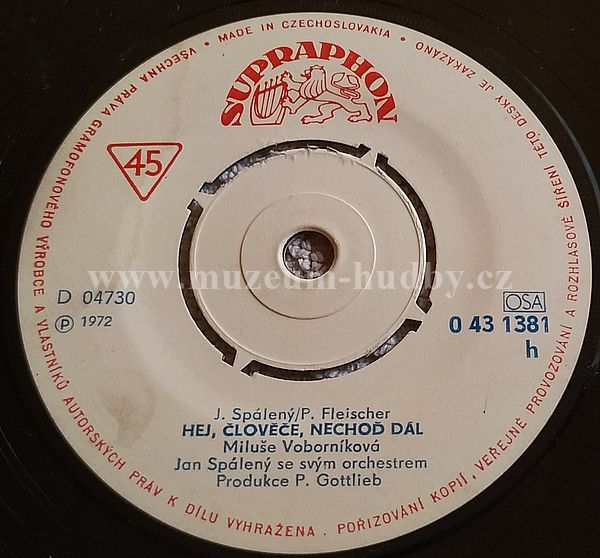 VŠECHNA PRÁVA GRAMOFONOVÉHO VÝROBCE A VLASTNÍKŮ AUTORSKÝCH PRÁV K DÍLU VYHRAŽENA. POŘIZOVÁNÍ KOPIÍ, VEŘEJNÉ PROVOZOVÁNÍ A ROZHLASOVÉ ŠÍŘENÍ TÉTO DESKY JE ZAKÁZÁNO • MADE IN CZECHOSLOVAKIA •
SUPRAPHON
45
www.muzeum-hudby.cz
D 04730
℗ 1972
OSA
0 43 1381
h
J. Spálený/P. Fleischer
HEJ, ČLOVĚČE, NECHOĎ DÁL
Miluše Voborníková
Jan Spálený se svým orchestrem
Produkce P. Gottlieb